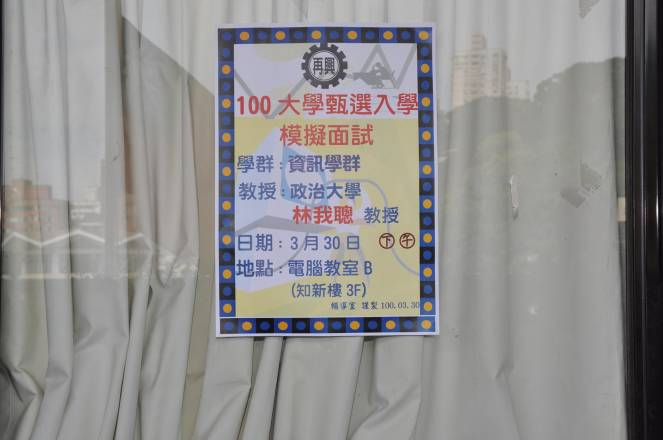 再興
100 大學甄選入學
模擬面試
學群：資訊學群
教授：政治大學
林我聰 教授
日期：3月30日 下午
地點：電腦教室B
(知新樓 3F)
輔導室 謹製 100.03.30